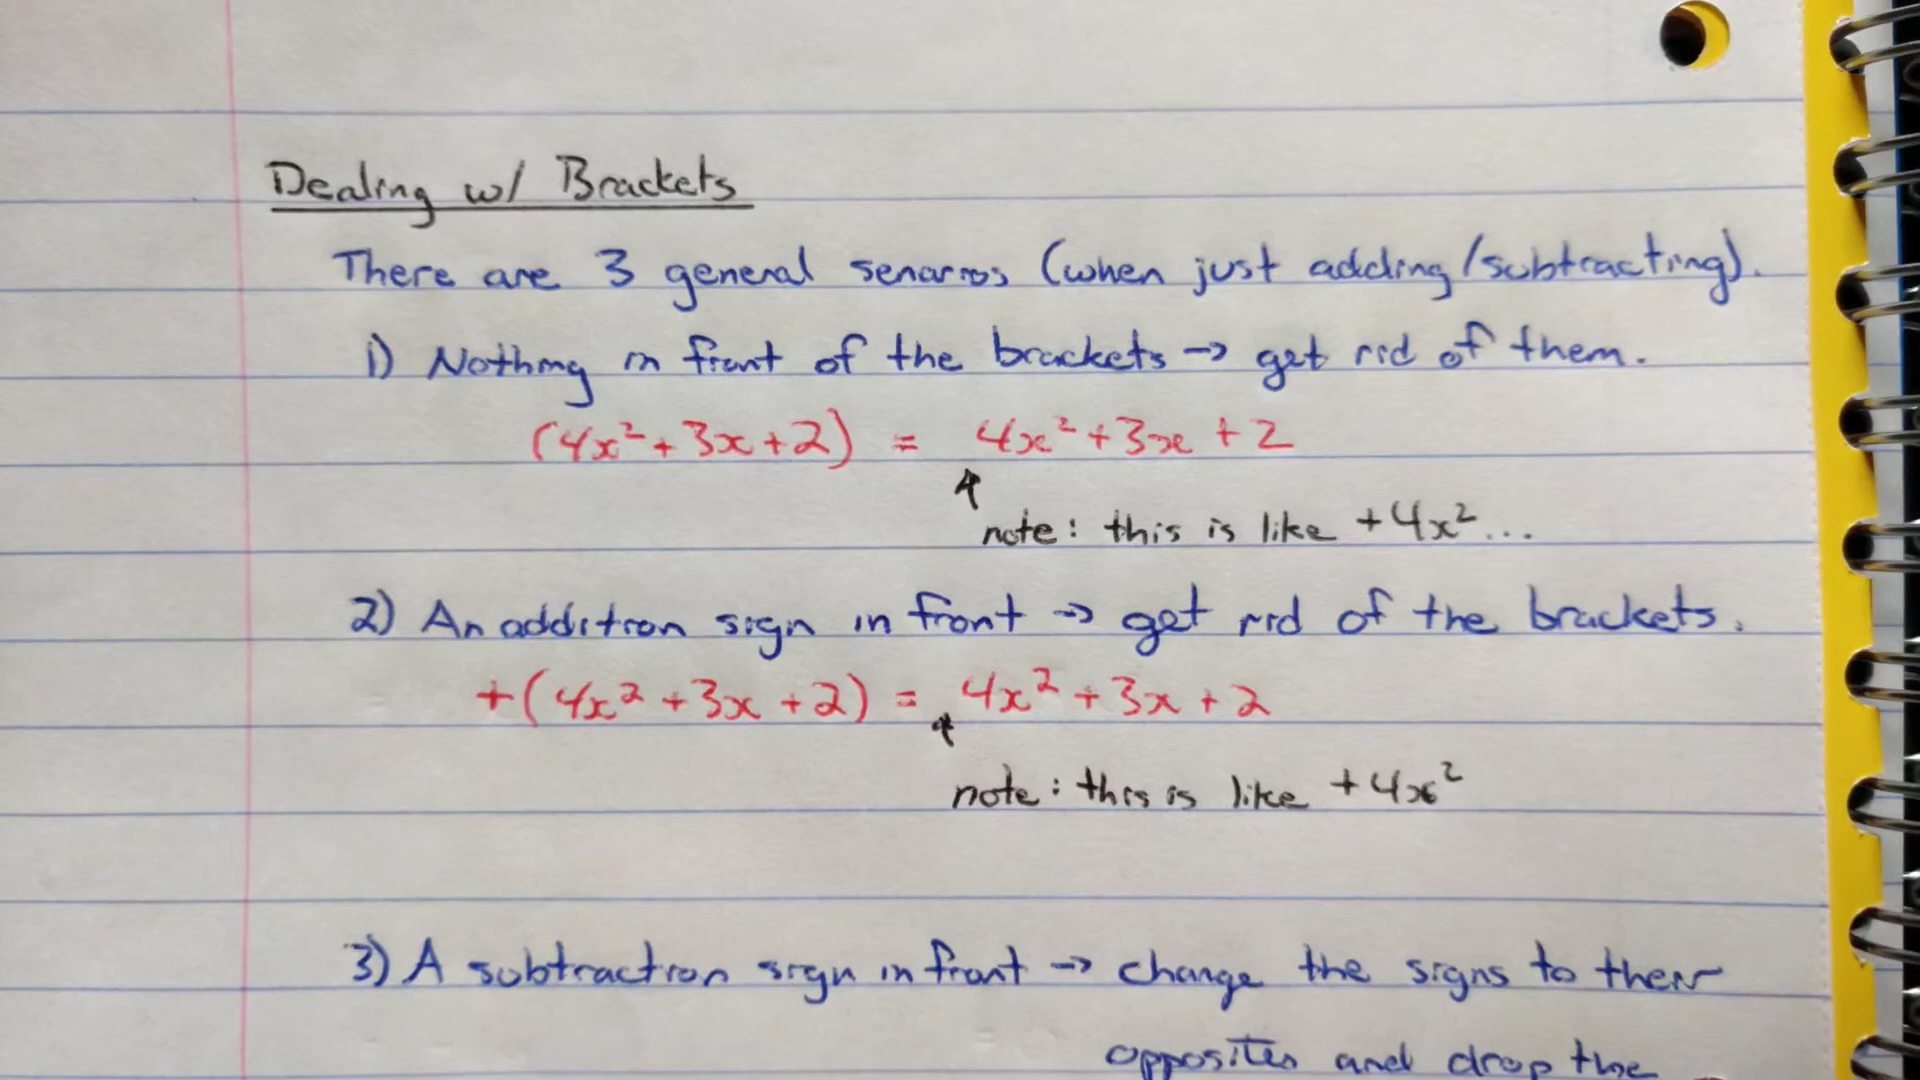 Dealing w/ Brackets
There are 3 general senarios (when just adding/subtracting).
1) Nothing in front of the brackets → get rid of them.
(4x²+3x+2) = 4x²+3x+2
note: this is like +4x²...
2) An addition sign in front → get rid of the brackets.
+(4x²+3x+2) = 4x²+3x+2
note: this is like +4x²
3) A subtraction sign in front → change the signs to their
opposites and drop the